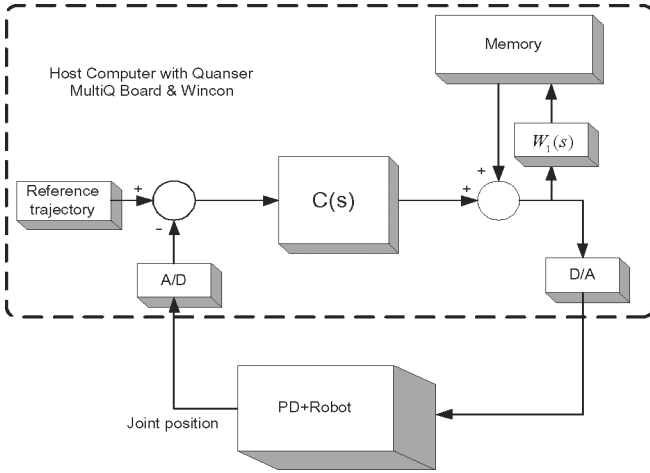 Memory
Host Computer with Quanser
MultiQ Board & Wincon
W1(s)
+
Reference
trajectory
+
-
C(s)
+
A/D
D/A
PD+Robot
Joint position